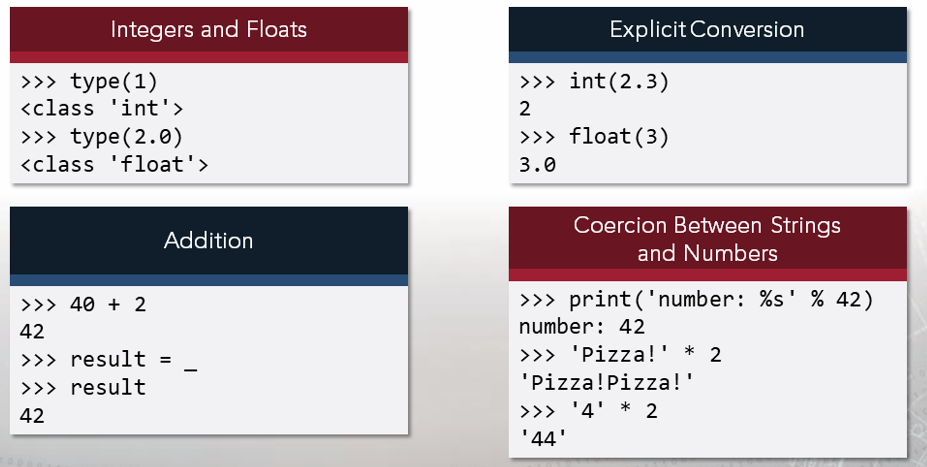 Integers and Floats
>>> type(1)
<class 'int'>
>>> type(2.0)
<class 'float'>
Explicit Conversion
>>> int(2.3)
2
>>> float(3)
3.0
Addition
>>> 40 + 2
42
>>> result = _
>>> result
42
Coercion Between Strings
and Numbers
>>> print('number: %s' % 42)
number: 42
>>> 'Pizza!' * 2
'Pizza!Pizza!'
>>> '4' * 2
'44'